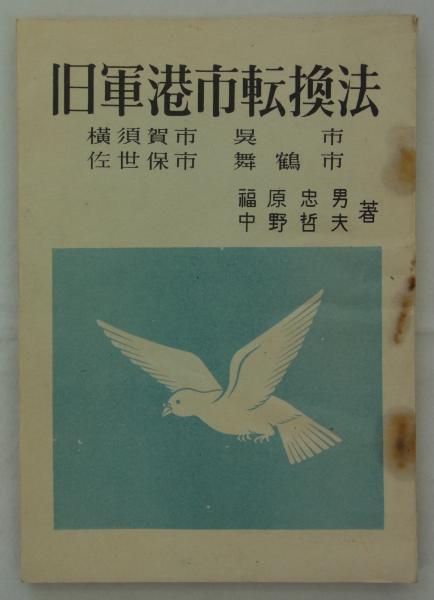 旧軍港市転換法
横須賀市 呉市
佐世保市 舞鶴市
福原忠男
中野哲夫 著